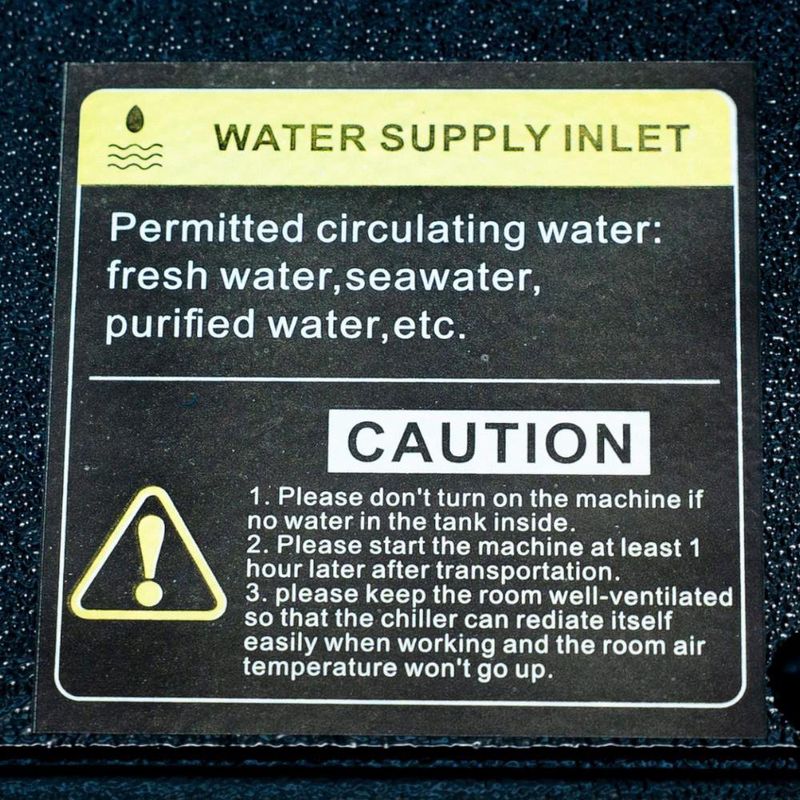 WATER SUPPLY INLET
Permitted circulating water:
fresh water,seawater,
purified water,etc.
CAUTION
1. Please don't turn on the machine if
no water in the tank inside.
2. Please start the machine at least 1
hour later after transportation.
3. please keep the room well-ventilated
so that the chiller can rediate itself
easily when working and the room air
temperature won't go up.